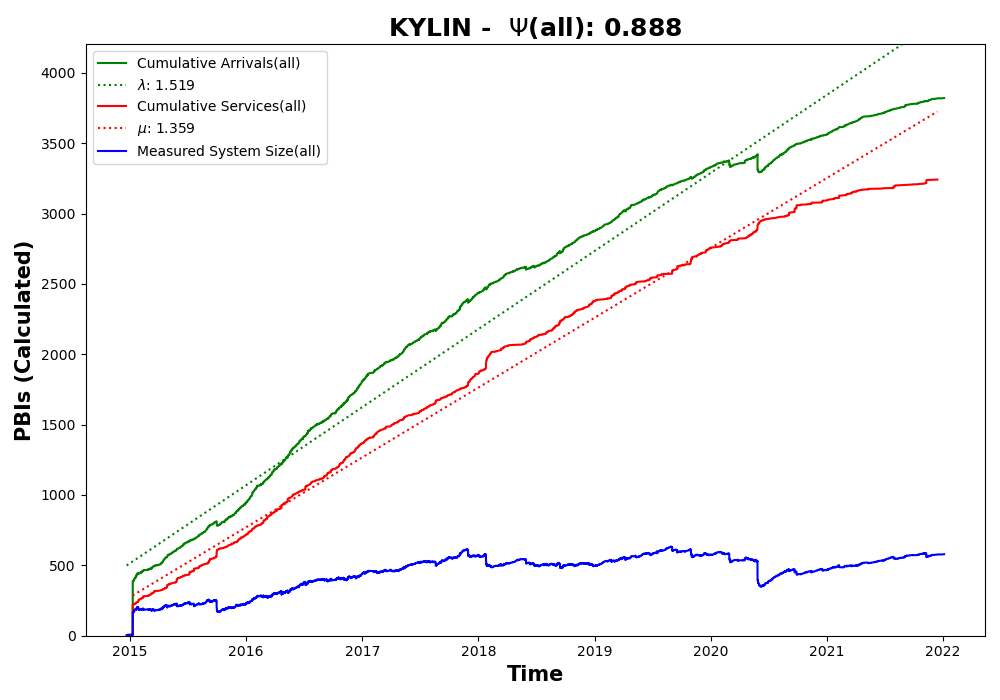 KYLIN - Ψ(all): 0.888
Cumulative Arrivals(all)
λ: 1.519
Cumulative Services(all)
μ: 1.359
Measured System Size(all)
PBIs (Calculated)
4000
3500
3000
2500
2000
1500
1000
500
0
2015 2016 2017 2018 2019 2020 2021 2022
Time